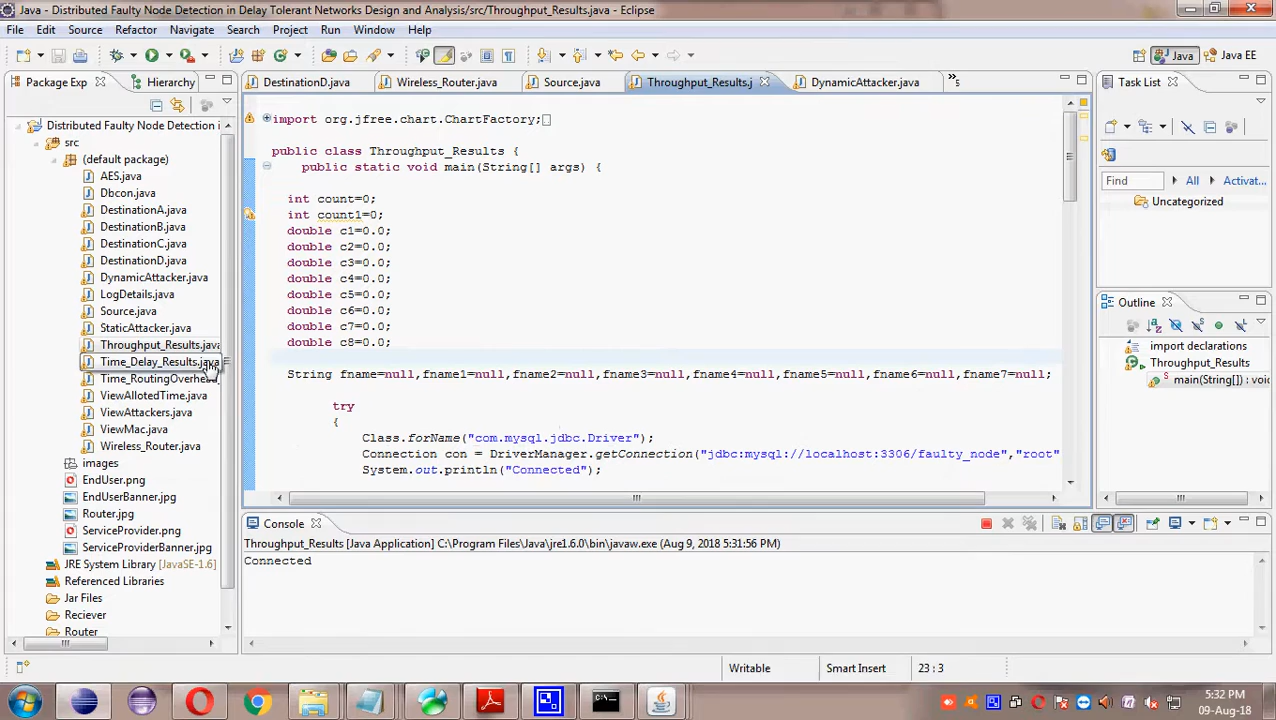 Java - Distributed Faulty Node Detection in Delay Tolerant Networks Design and Analysis/src/Throughput_Results.java - Eclipse
File Edit Source Refactor Navigate Search Project Run Window Help
Java Java EE
Package Exp Hierarchy
DestinationD.java Wireless_Router.java Source.java Throughput_Results.j DynamicAttacker.java »5
Task List
Find All Activat...
Uncategorized
Distributed Faulty Node Detection i
src
(default package)
AES.java
Dbcon.java
DestinationA.java
DestinationB.java
DestinationC.java
DestinationD.java
DynamicAttacker.java
LogDetails.java
Source.java
StaticAttacker.java
Throughput_Results.java
Time_Delay_Results.java
Time_RoutingOverhead
ViewAllotedTime.java
ViewAttackers.java
ViewMac.java
Wireless_Router.java
images
EndUser.png
EndUserBanner.jpg
Router.jpg
ServiceProvider.png
ServiceProviderBanner.jpg
JRE System Library [JavaSE-1.6]
Referenced Libraries
Jar Files
Reciever
Router
import org.jfree.chart.ChartFactory;
public class Throughput_Results {
public static void main(String[] args) {
int count=0;
int count1=0;
double c1=0.0;
double c2=0.0;
double c3=0.0;
double c4=0.0;
double c5=0.0;
double c6=0.0;
double c7=0.0;
double c8=0.0;
String fname=null,fname1=null,fname2=null,fname3=null,fname4=null,fname5=null,fname6=null,fname7=null;
try
{
Class.forName("com.mysql.jdbc.Driver");
Connection con = DriverManager.getConnection("jdbc:mysql://localhost:3306/faulty_node","root"
System.out.println("Connected");
Outline
import declarations
Throughput_Results
main(String[]) : voic
Console
Throughput_Results [Java Application] C:\Program Files\Java\jre1.6.0\bin\javaw.exe (Aug 9, 2018 5:31:56 PM)
Connected
Writable Smart Insert 23 : 3
5:32 PM
09-Aug-18